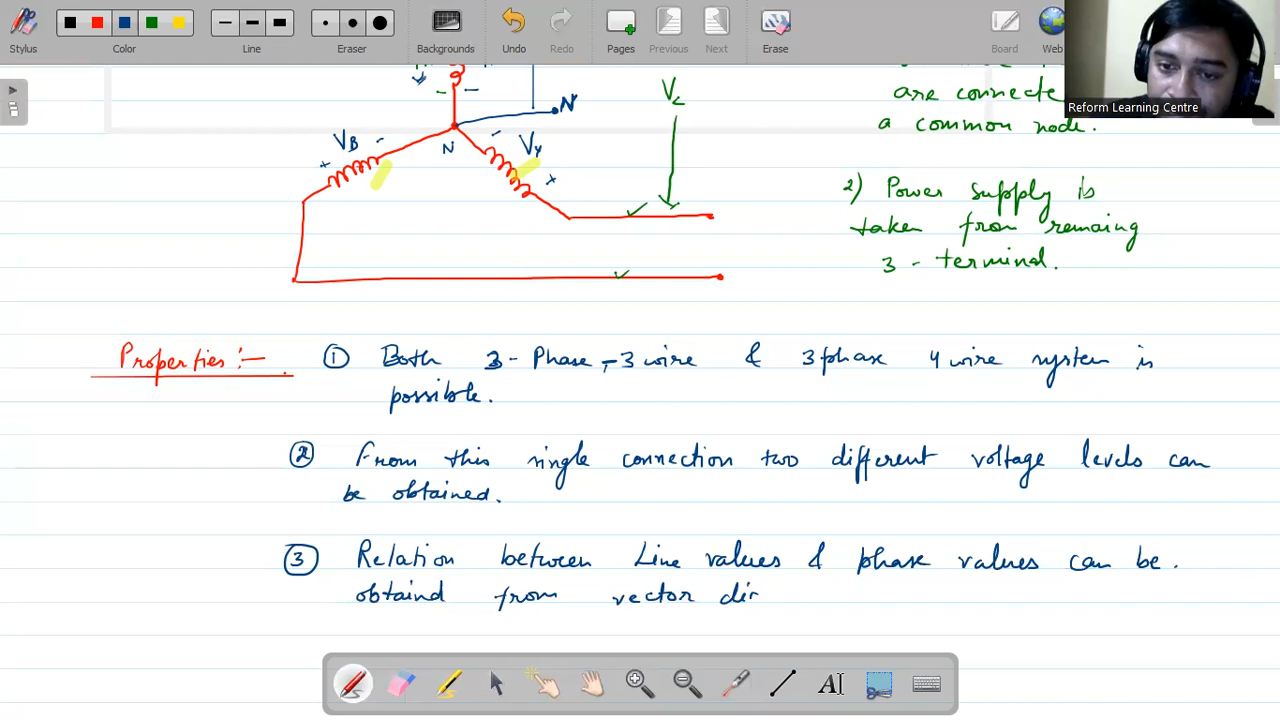 Stylus
Color
Line
Eraser
Backgrounds
Undo
Redo
Pages
Previous
Next
Erase
Board
Web
Reform Learning Centre
are connecte
a common node.
VL
N'
VB
-
N
-
VY
+
+
- -
2) Power supply is
taken from remaing
3 - terminal.
Properties :-
① Both 3 - Phase, - 3 wire & 3 phase 4 wire system is
possible.
② From this single connection two different voltage levels can
be obtained.
③ Relation between Line values & phase values can be.
obtaind from vector dir